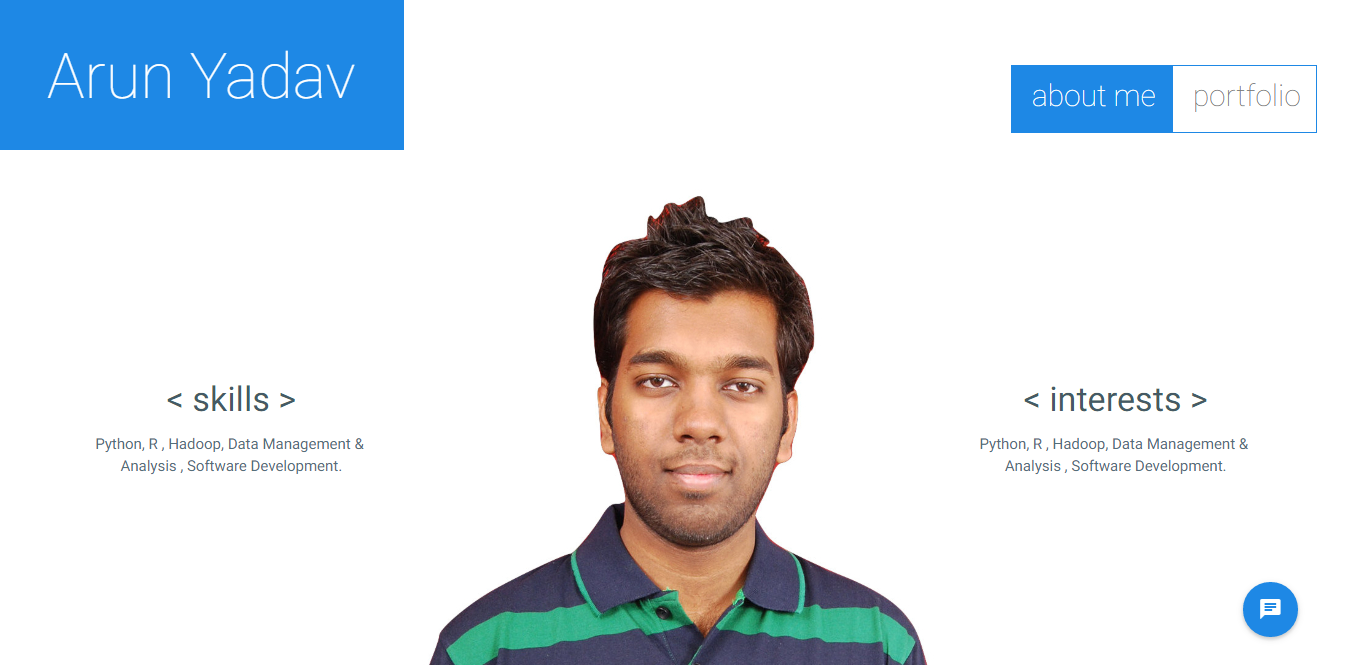 Arun Yadav
about me
portfolio
< skills >
Python, R , Hadoop, Data Management &
Analysis , Software Development.
< interests >
Python, R , Hadoop, Data Management &
Analysis , Software Development.